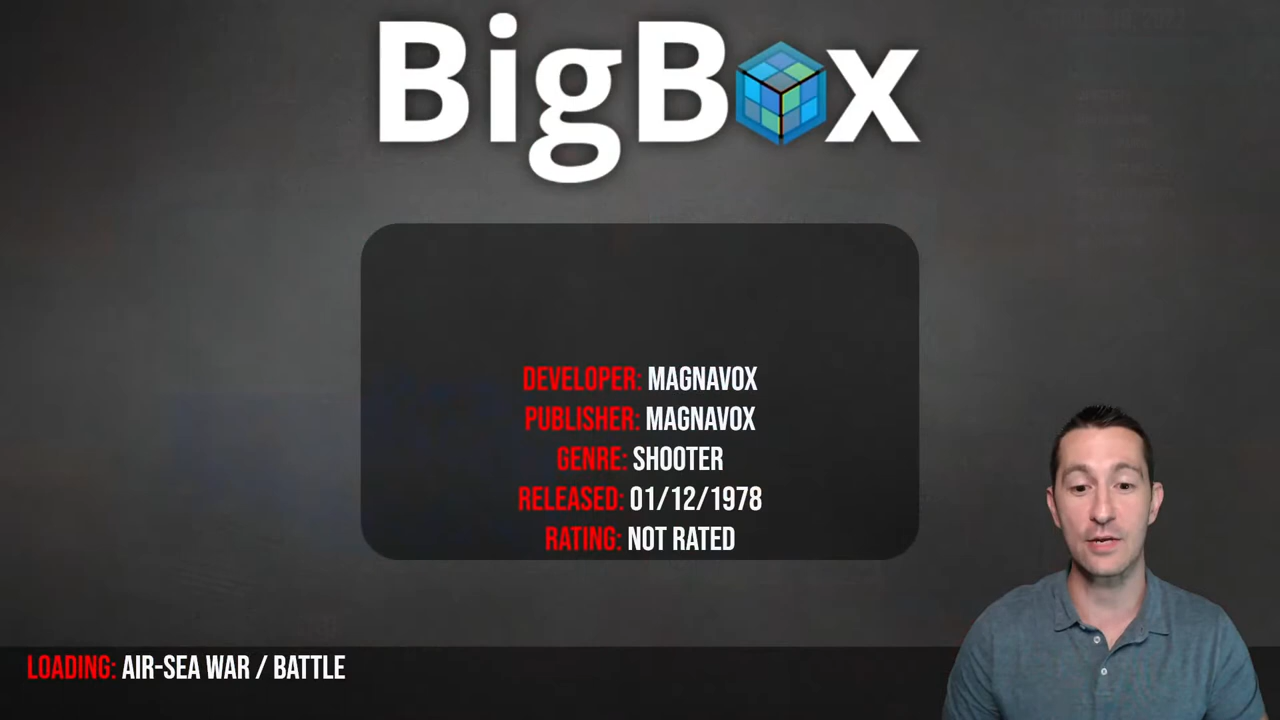 BigBox
DEVELOPER: MAGNAVOX
PUBLISHER: MAGNAVOX
GENRE: SHOOTER
RELEASED: 01/12/1978
RATING: NOT RATED
LOADING: AIR-SEA WAR / BATTLE